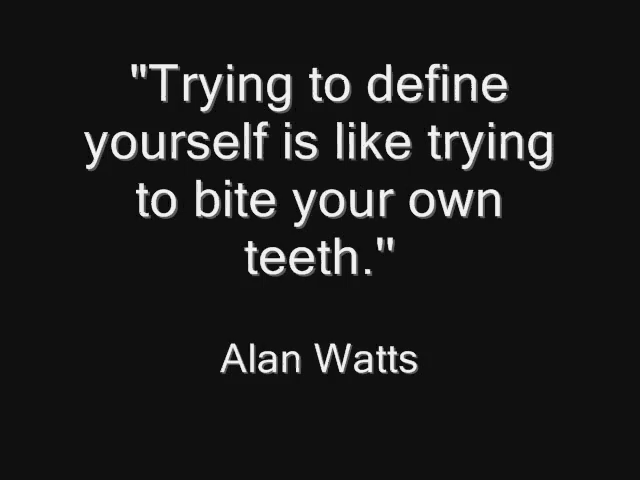 "Trying to define
yourself is like trying
to bite your own
teeth."
Alan Watts